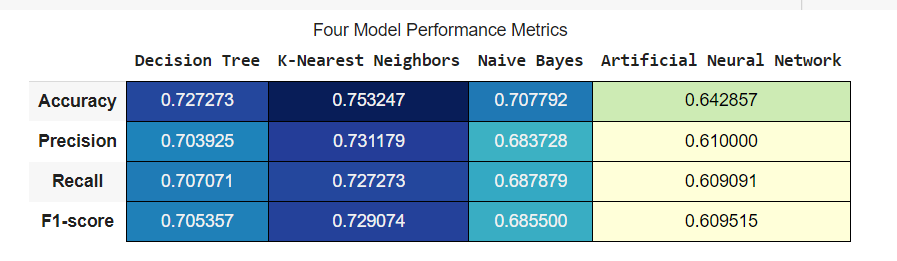 Four Model Performance Metrics
Decision Tree K-Nearest Neighbors Naive Bayes Artificial Neural Network
Accuracy 0.727273 0.753247 0.707792 0.642857
Precision 0.703925 0.731179 0.683728 0.610000
Recall 0.707071 0.727273 0.687879 0.609091
F1-score 0.705357 0.729074 0.685500 0.609515